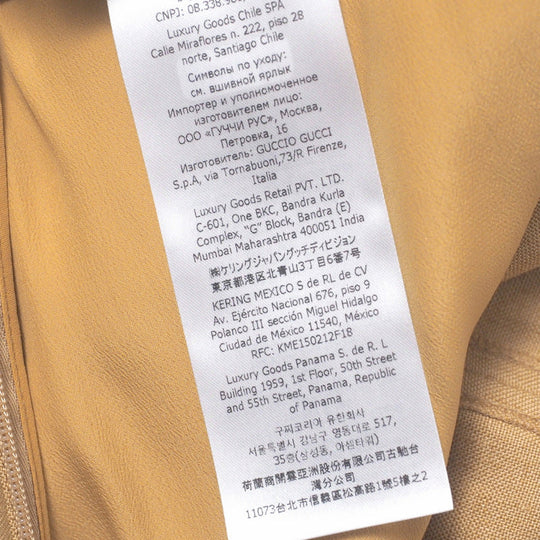 CNPJ: 08.338.
Luxury Goods Chile SPA
Calle Miraflores n. 222, piso 28
norte, Santiago Chile
Символы по уходу:
см. вшивной ярлык
Импортер и уполномоченное
изготовителем лицо:
ООО «ГУЧЧИ РУС», Москва,
Петровка, 16
Изготовитель: GUCCIO GUCCI
S.p.A, via Tornabuoni,73/R Firenze,
Italia
Luxury Goods Retail PVT. LTD.
C-601, One BKC, Bandra Kurla
Complex, "G" Block, Bandra (E)
Mumbai Maharashtra 400051 India
㈱ケリングジャパングッチディビジョン
東京都港区北青山3丁目6番7号
KERING MEXICO S de RL de CV
Av. Ejército Nacional 676, piso 9
Polanco III sección Miguel Hidalgo
Ciudad de México 11540, México
RFC: KME150212F18
Luxury Goods Panama S. de R. L
Building 1959, 1st Floor, 50th Street
and 55th Street, Panama, Republic
of Panama
구찌코리아 유한회사
서울특별시 강남구 영동대로 517,
35층(삼성동, 아셈타워)
荷蘭商開雲亞洲股份有限公司古馳台
灣分公司
11073台北市信義區松高路1號22樓之2